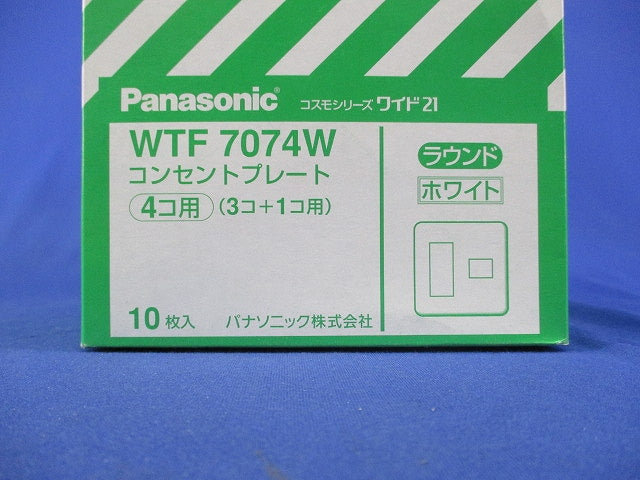 Panasonic® コスモシリーズ ワイド21
WTF 7074W
コンセントプレート
4コ用 (3コ+1コ用)
10枚入 パナソニック株式会社
ラウンド
ホワイト